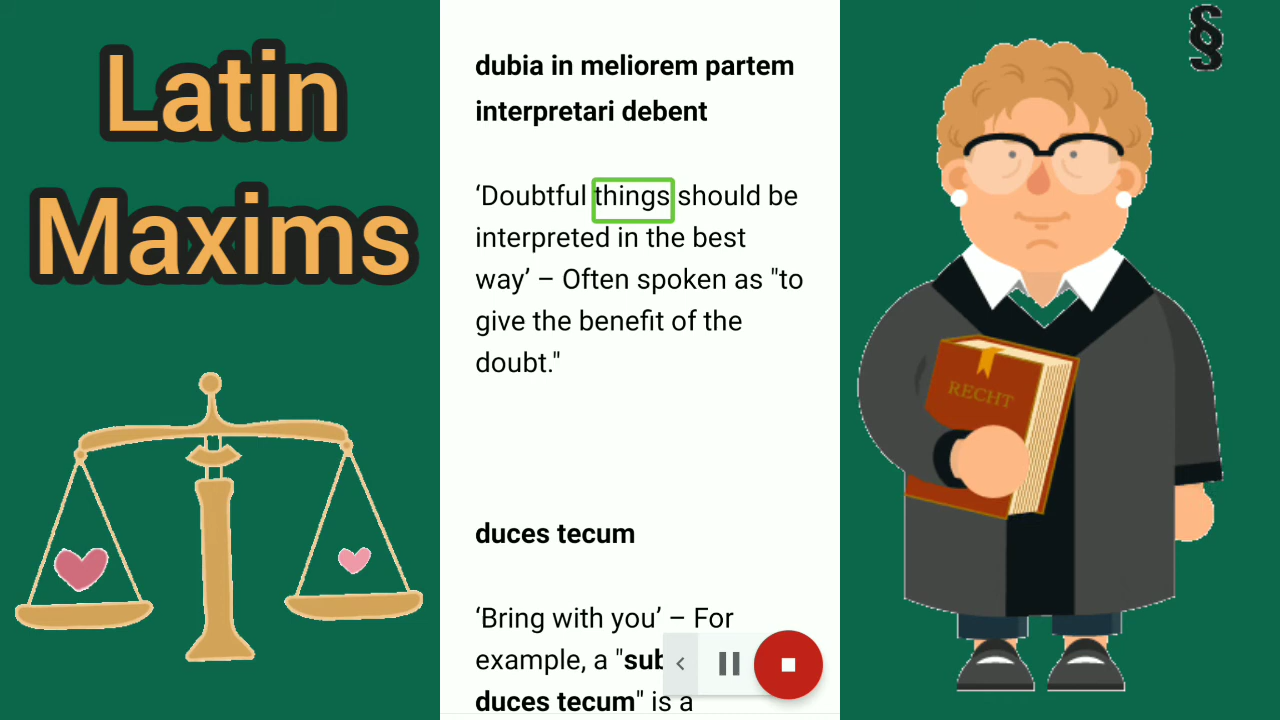 Latin
Maxims
dubia in meliorem partem
interpretari debent
‘Doubtful things should be
interpreted in the best
way’ – Often spoken as "to
give the benefit of the
doubt."
duces tecum
‘Bring with you’ – For
example, a "sub
duces tecum" is a
§
RECHT